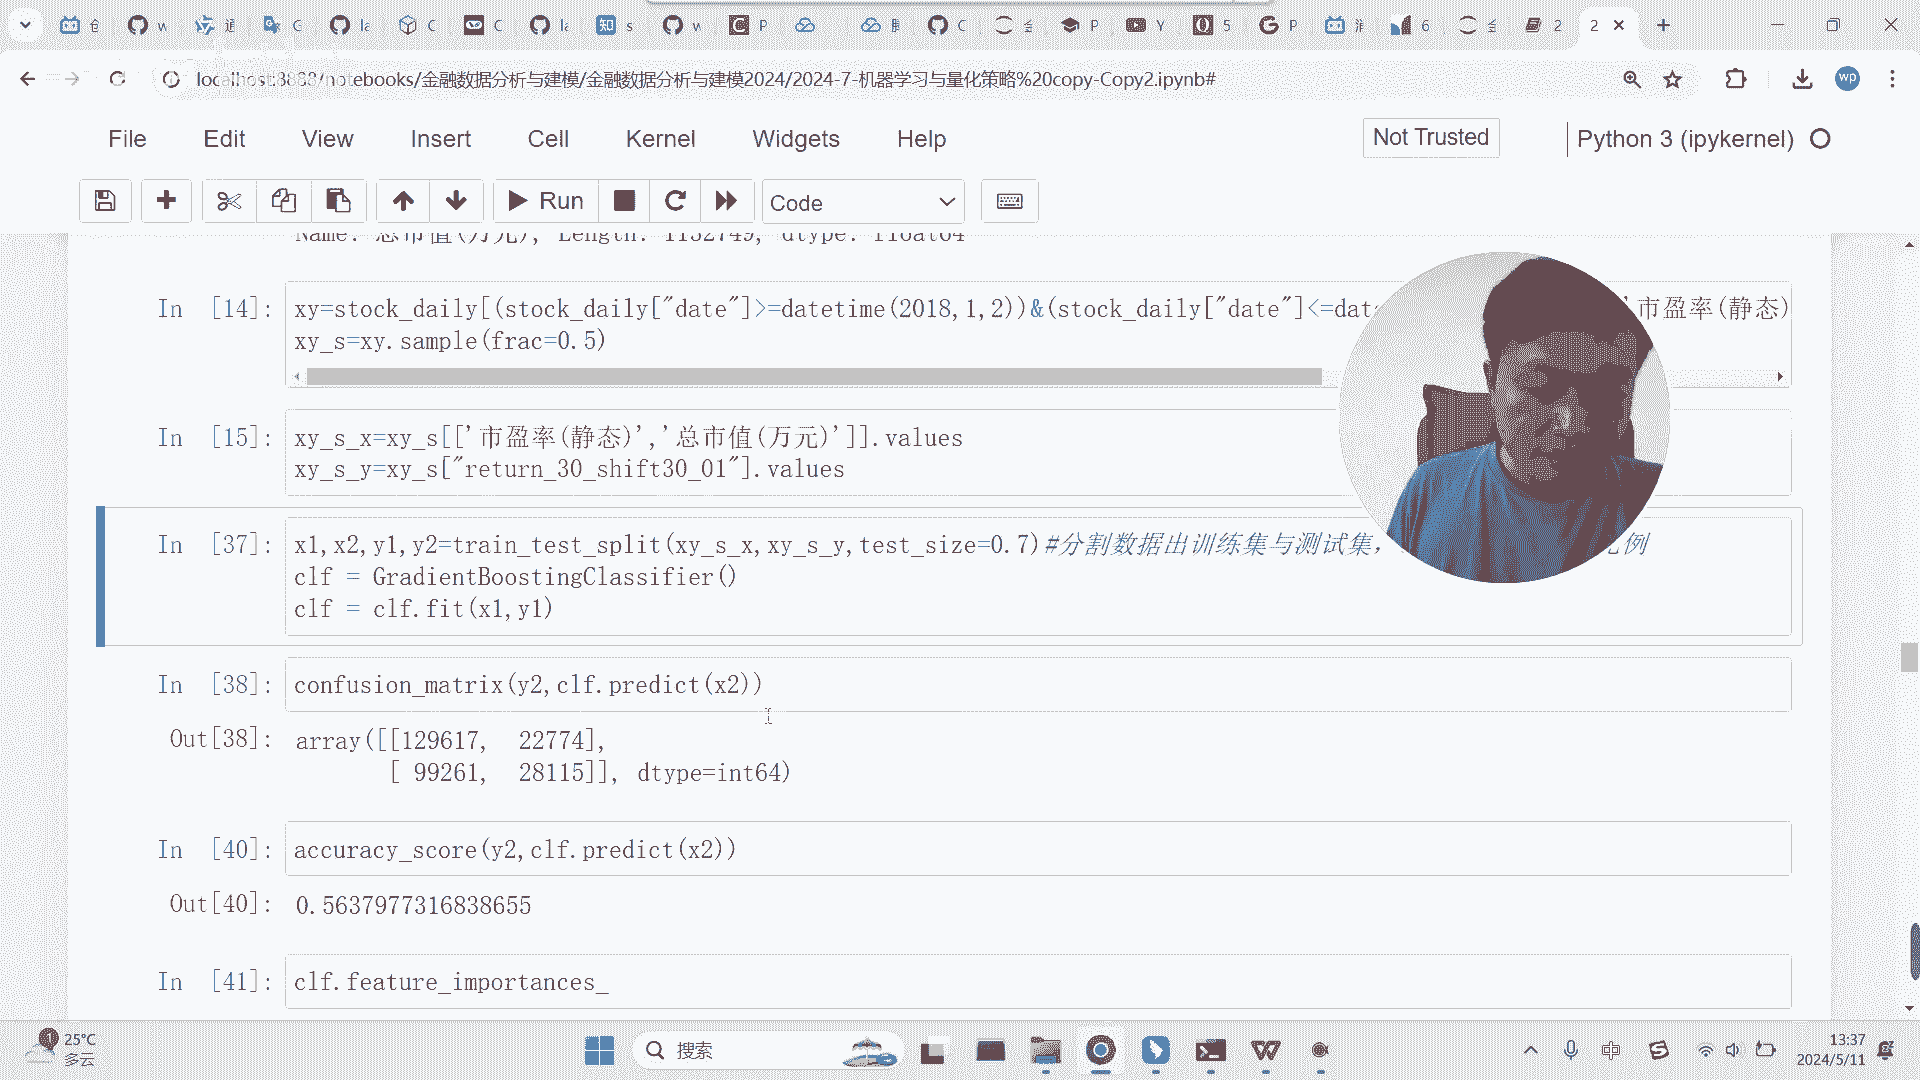 localhost:8888/notebooks/金融数据分析与建模/金融数据分析与建模2024/2024-7-机器学习与量化策略%20copy-Copy2.ipynb#
wp
File Edit View Insert Cell Kernel Widgets Help
Not Trusted
Python 3 (ipykernel)
Run
Code
Name: 总市值(万元), Length: 1132749, dtype: float64
In [14]:
xy=stock_daily[(stock_daily["date"]>=datetime(2018,1,2))&(stock_daily["date"]<=dat
市盈率(静态)
xy_s=xy.sample(frac=0.5)
In [15]:
xy_s_x=xy_s[['市盈率(静态)','总市值(万元)']].values
xy_s_y=xy_s["return_30_shift30_01"].values
In [37]:
x1,x2,y1,y2=train_test_split(xy_s_x,xy_s_y,test_size=0.7)#分割数据出训练集与测试集,
例
clf = GradientBoostingClassifier()
clf = clf.fit(x1,y1)
In [38]:
confusion_matrix(y2,clf.predict(x2))
Out[38]:
array([[129617, 22774],
[ 99261, 28115]], dtype=int64)
In [40]:
accuracy_score(y2,clf.predict(x2))
Out[40]:
0.5637977316838655
In [41]:
clf.feature_importances_
25°C
多云
搜索
中
13:37
2024/5/11